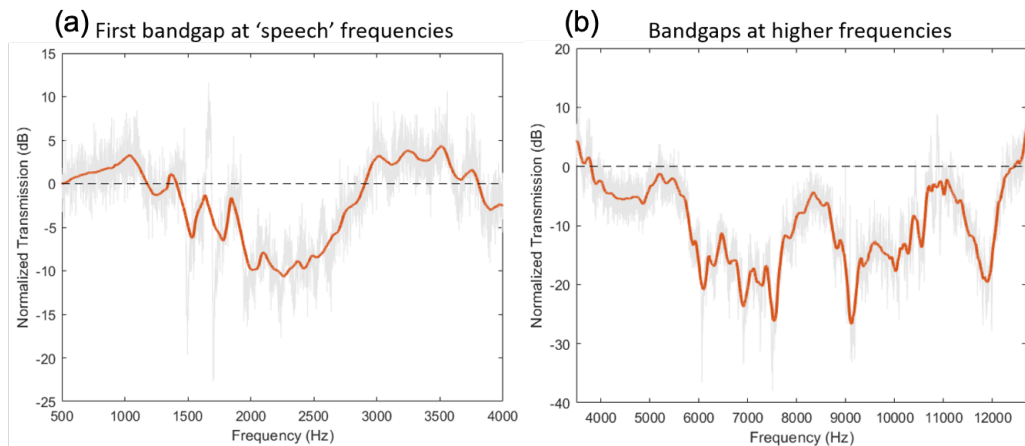 (a) First bandgap at ‘speech’ frequencies
15
10
5
0
-5
-10
-15
-20
-25
Normalized Transmission (dB)
500 1000 1500 2000 2500 3000 3500 4000
Frequency (Hz)
(b) Bandgaps at higher frequencies
20
10
0
-10
-20
-30
-40
Normalized Transmission (dB)
4000 5000 6000 7000 8000 9000 10000 11000 12000
Frequency (Hz)